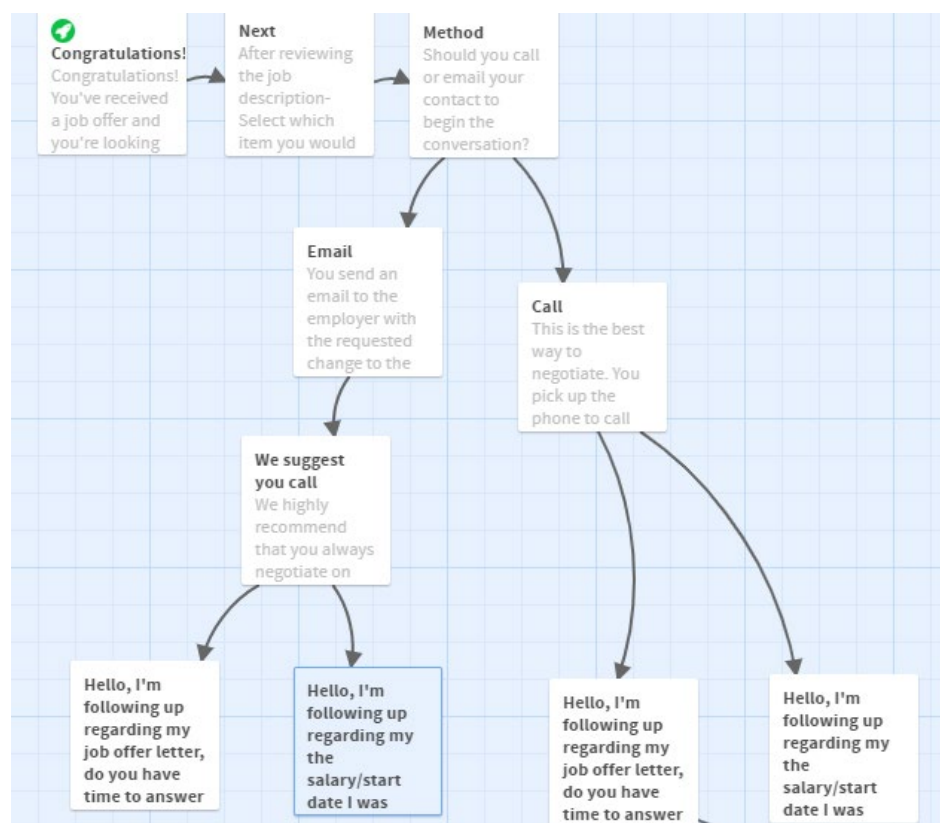 Congratulations!
Congratulations!
You've received
a job offer and
you're looking
Next
After reviewing
the job
description-
Select which
item you would
Method
Should you call
or email your
contact to
begin the
conversation?
Email
You send an
email to the
employer with
the requested
change to the
Call
This is the best
way to
negotiate. You
pick up the
phone to call
We suggest
you call
We highly
recommend
that you always
negotiate on
Hello, I'm
following up
regarding my
job offer letter,
do you have
time to answer
Hello, I'm
following up
regarding my
the
salary/start
date I was
Hello, I'm
following up
regarding my
job offer letter,
do you have
time to answer
Hello, I'm
following up
regarding my
the
salary/start
date I was